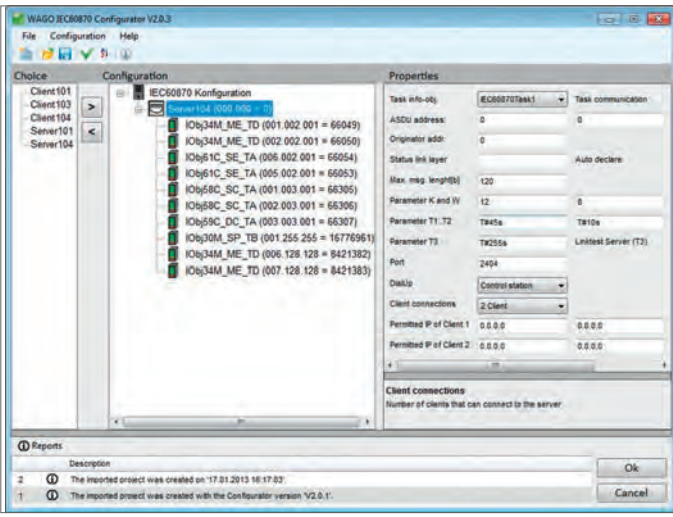 WAGO IEC60870 Configurator V2.0.3
File Configuration Help
Choice
Client101
Client103
Client104
Server101
Server104
>
<
Configuration
IEC60870 Konfiguration
Server104 (000.000 = 0)
IObj34M_ME_TD (001.002.001 = 66049)
IObj34M_ME_TD (002.002.001 = 66050)
IObj61C_SE_TA (006.002.001 = 66054)
IObj61C_SE_TA (005.002.001 = 66053)
IObj58C_SC_TA (001.003.001 = 66305)
IObj58C_SC_TA (002.003.001 = 66306)
IObj59C_DC_TA (003.003.001 = 66307)
IObj30M_SP_TB (001.255.255 = 16776961)
IObj34M_ME_TD (006.128.128 = 8421382)
IObj34M_ME_TD (007.128.128 = 8421383)
Properties
Task info-obj. IEC60870Task1 Task communication
ASDU address: 0 0
Originator addr: 0
Status link layer Auto declare
Max. msg. lenght[b] 120
Parameter K and W 12 8
Parameter T1..T2 T#45s T#10s
Parameter T3 T#255s Linktest Server (T3)
Port 2404
DialUp Control station
Client connections 2 Client
Permitted IP of Client 1 0.0.0.0 0.0.0.0
Permitted IP of Client 2 0.0.0.0 0.0.0.0
Client connections
Number of clients that can connect to the server
Reports
Description
2 The imported project was created on '17.01.2013 16:17:03'.
1 The imported project was created with the Configurator version 'V2.0.1'.
Ok
Cancel